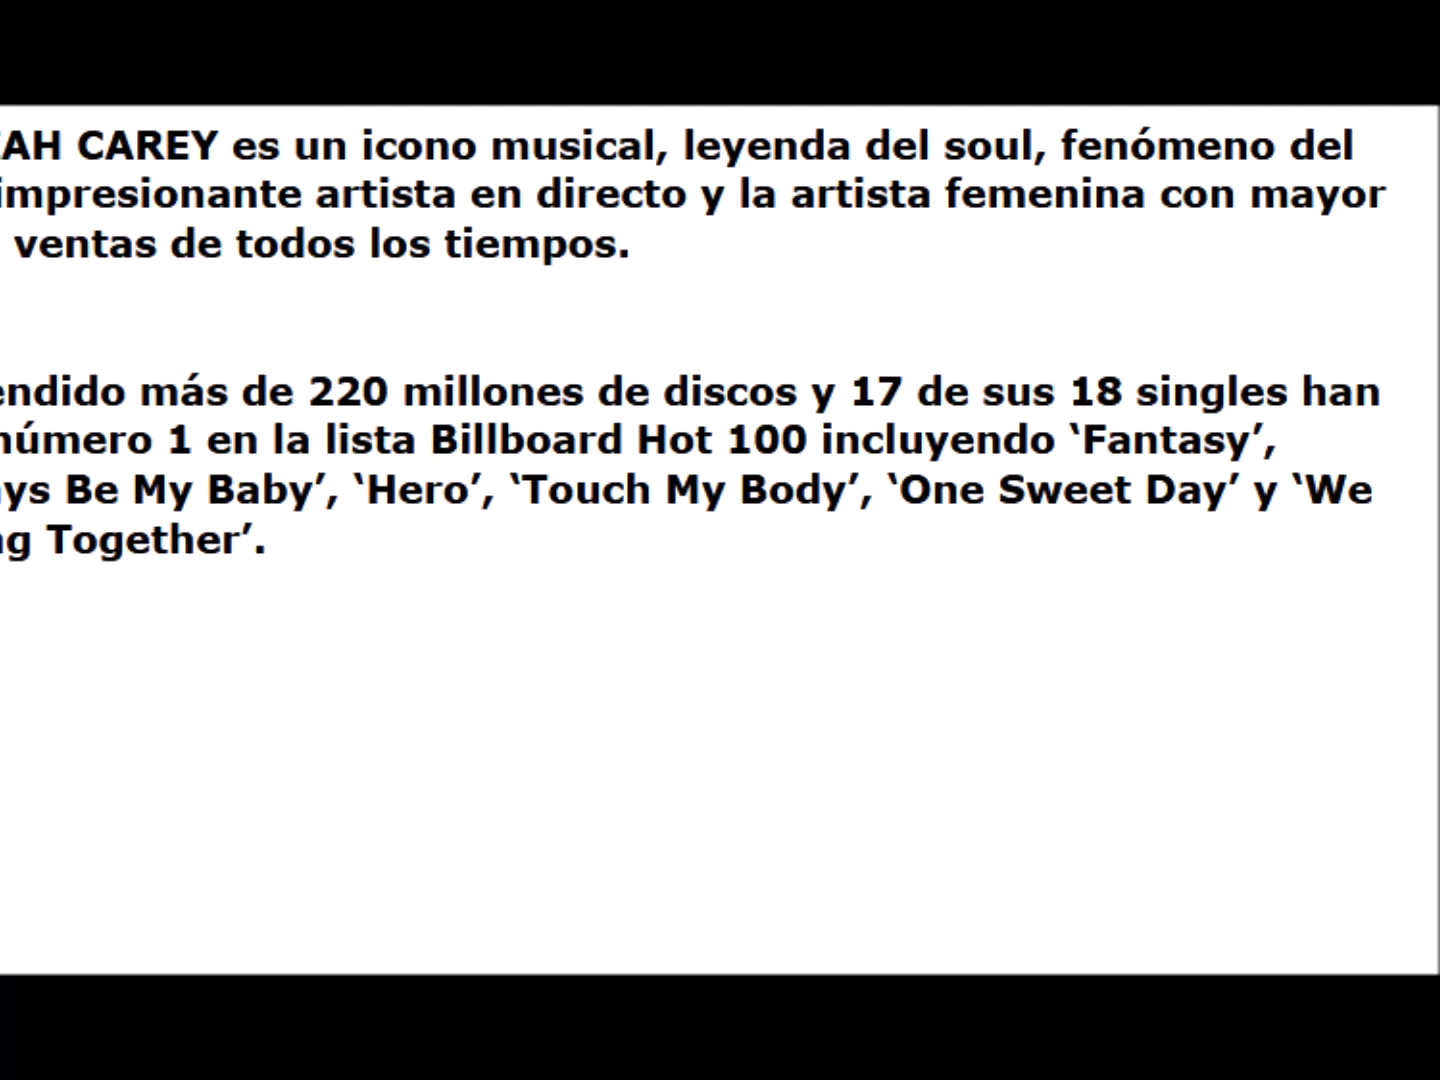 AH CAREY es un icono musical, leyenda del soul, fenómeno del
impresionante artista en directo y la artista femenina con mayor
ventas de todos los tiempos.
endido más de 220 millones de discos y 17 de sus 18 singles han
número 1 en la lista Billboard Hot 100 incluyendo ‘Fantasy’,
ys Be My Baby’, ‘Hero’, ‘Touch My Body’, ‘One Sweet Day’ y ‘We
g Together’.